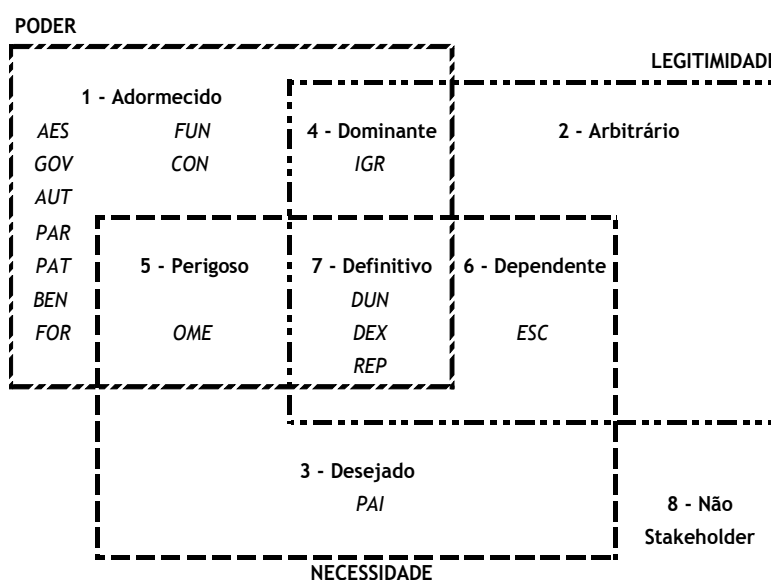 PODER
LEGITIMIDADE
1 - Adormecido
AES FUN
GOV CON
AUT
PAR
PAT
BEN
FOR
4 - Dominante
IGR
2 - Arbitrário
5 - Perigoso
OME
7 - Definitivo
DUN
DEX
REP
6 - Dependente
ESC
3 - Desejado
PAI
8 - Não
Stakeholder
NECESSIDADE